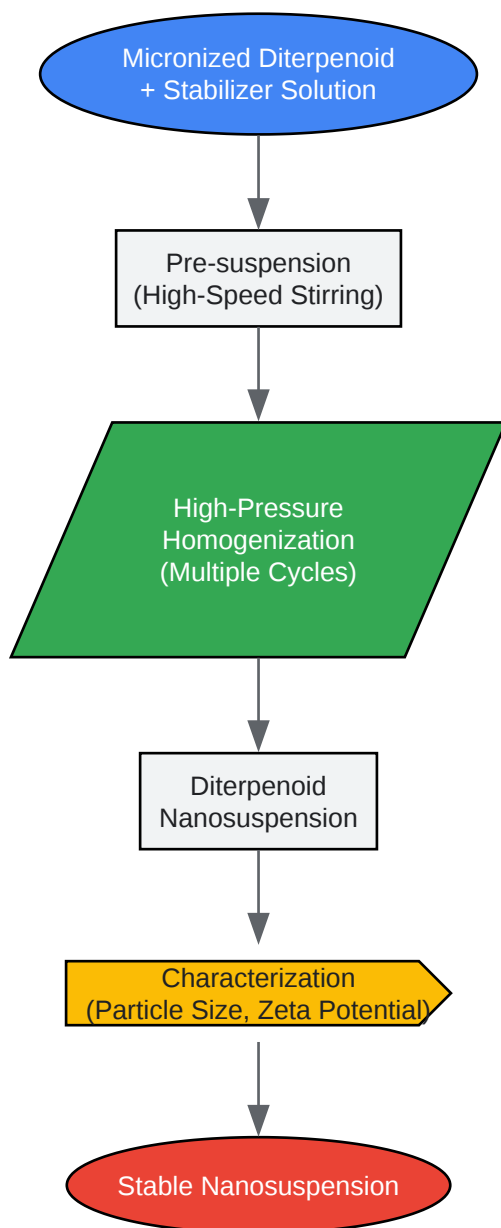 Micronized Diterpenoid
+ Stabilizer Solution
Pre-suspension
(High-Speed Stirring)
High-Pressure
Homogenization
(Multiple Cycles)
Diterpenoid
Nanosuspension
Characterization
(Particle Size, Zeta Potential)
Stable Nanosuspension